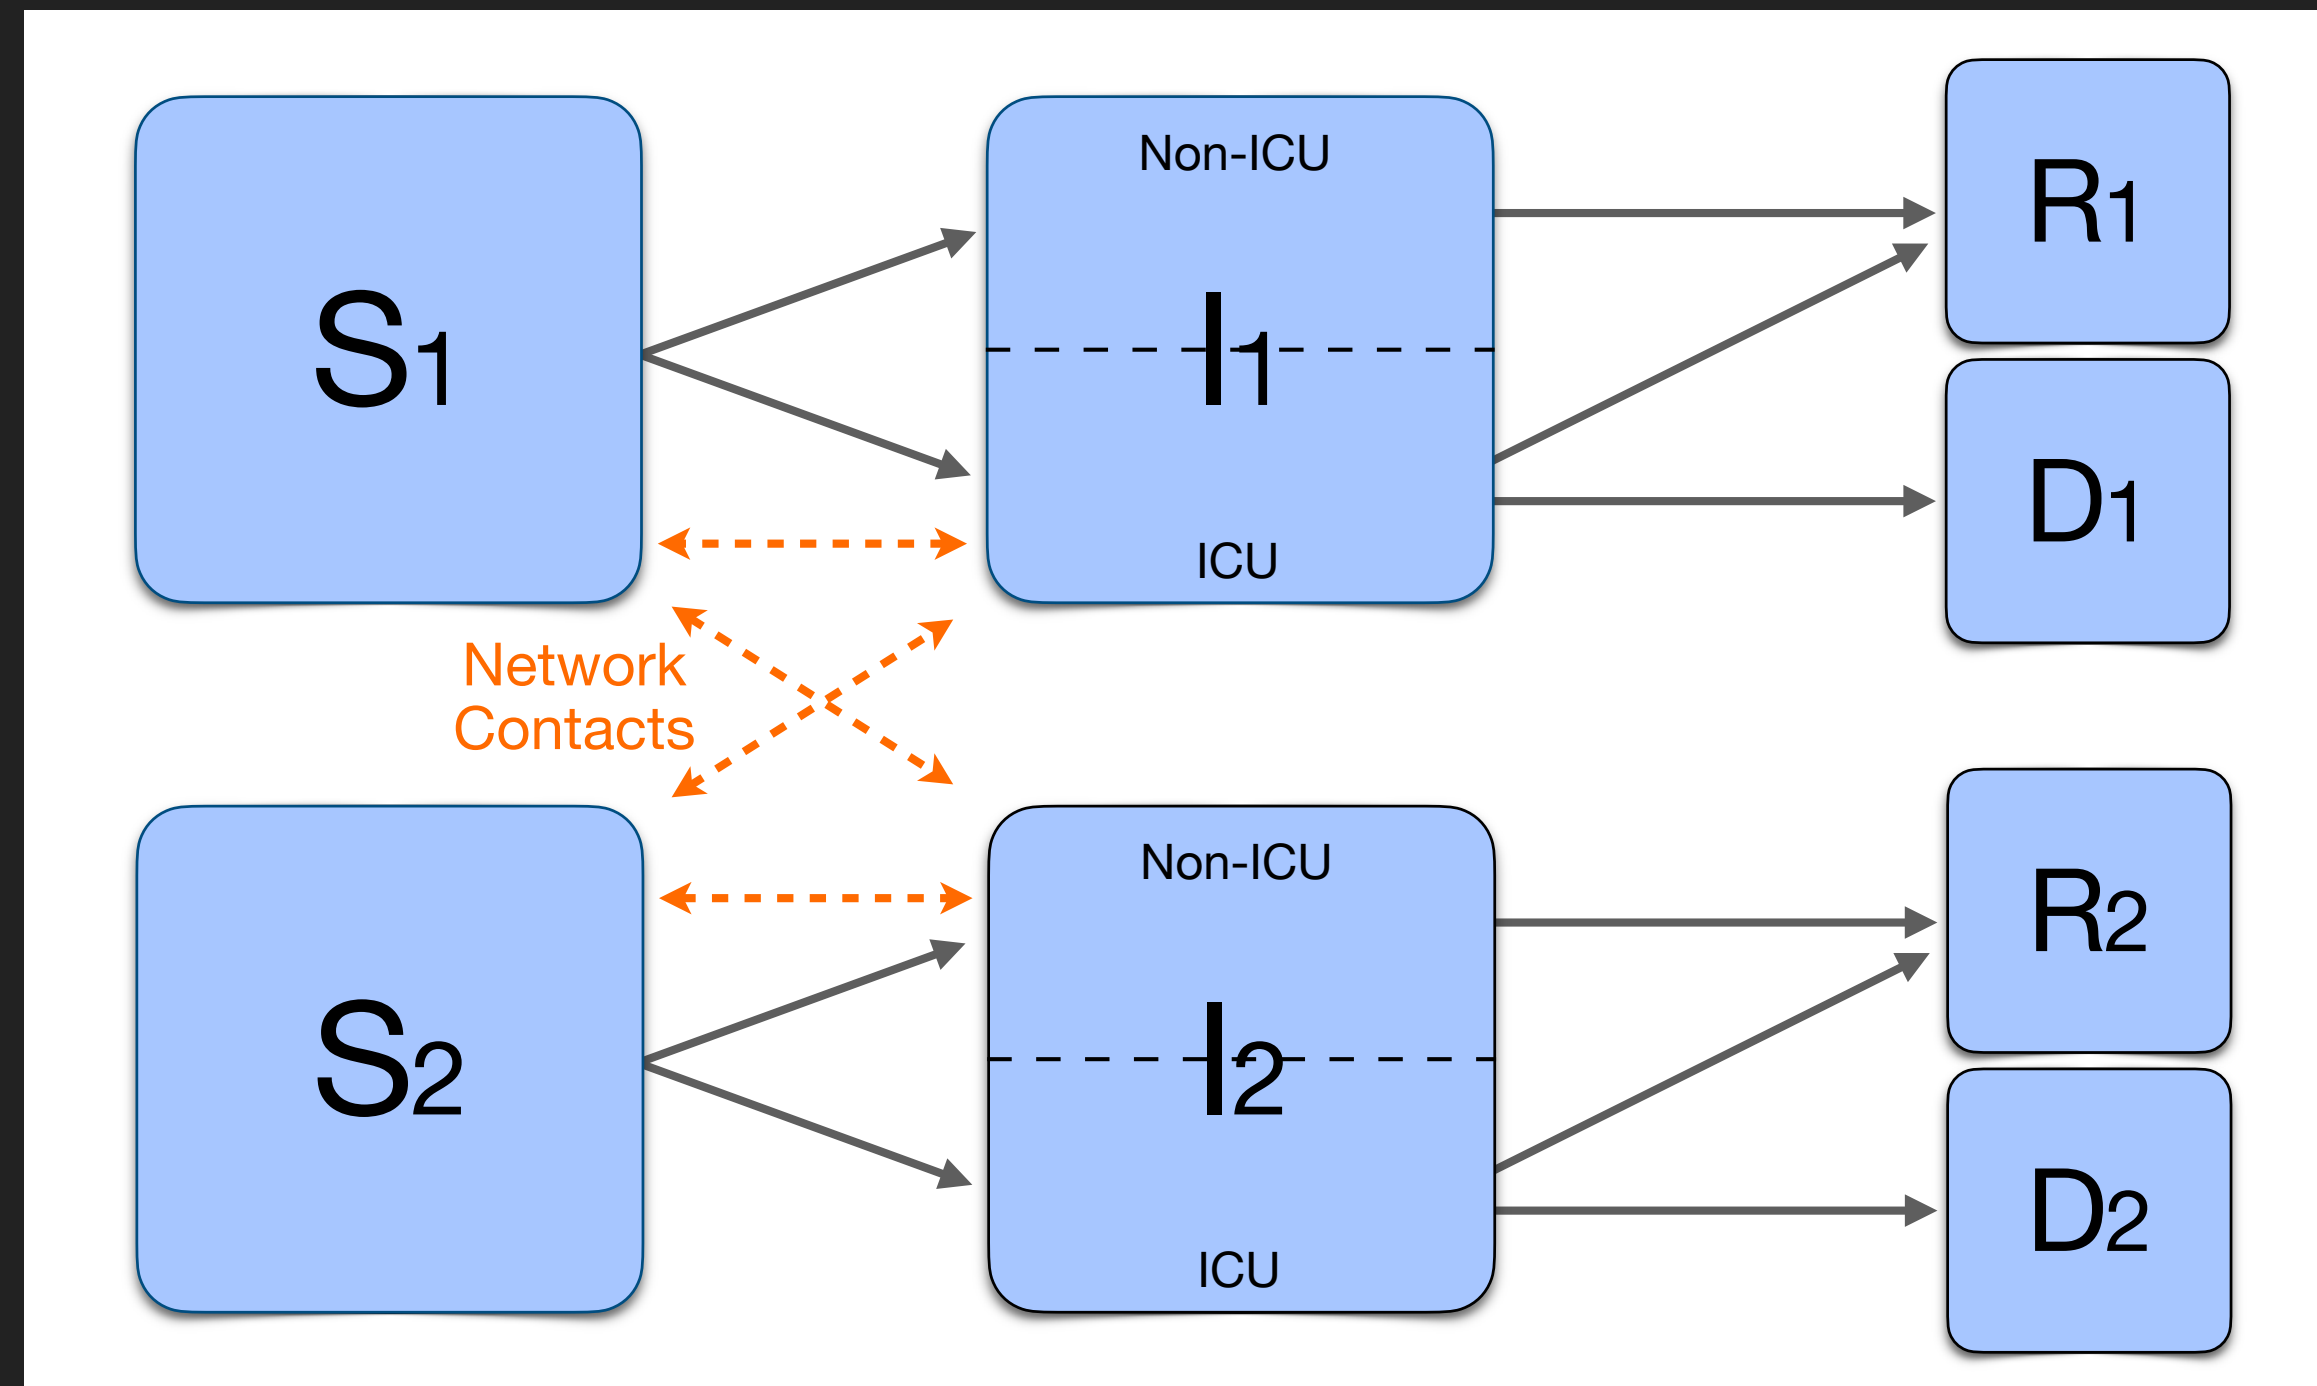 Non-ICU
S1
I1
ICU
R1
D1
Network
Contacts
Non-ICU
S2
I2
ICU
R2
D2